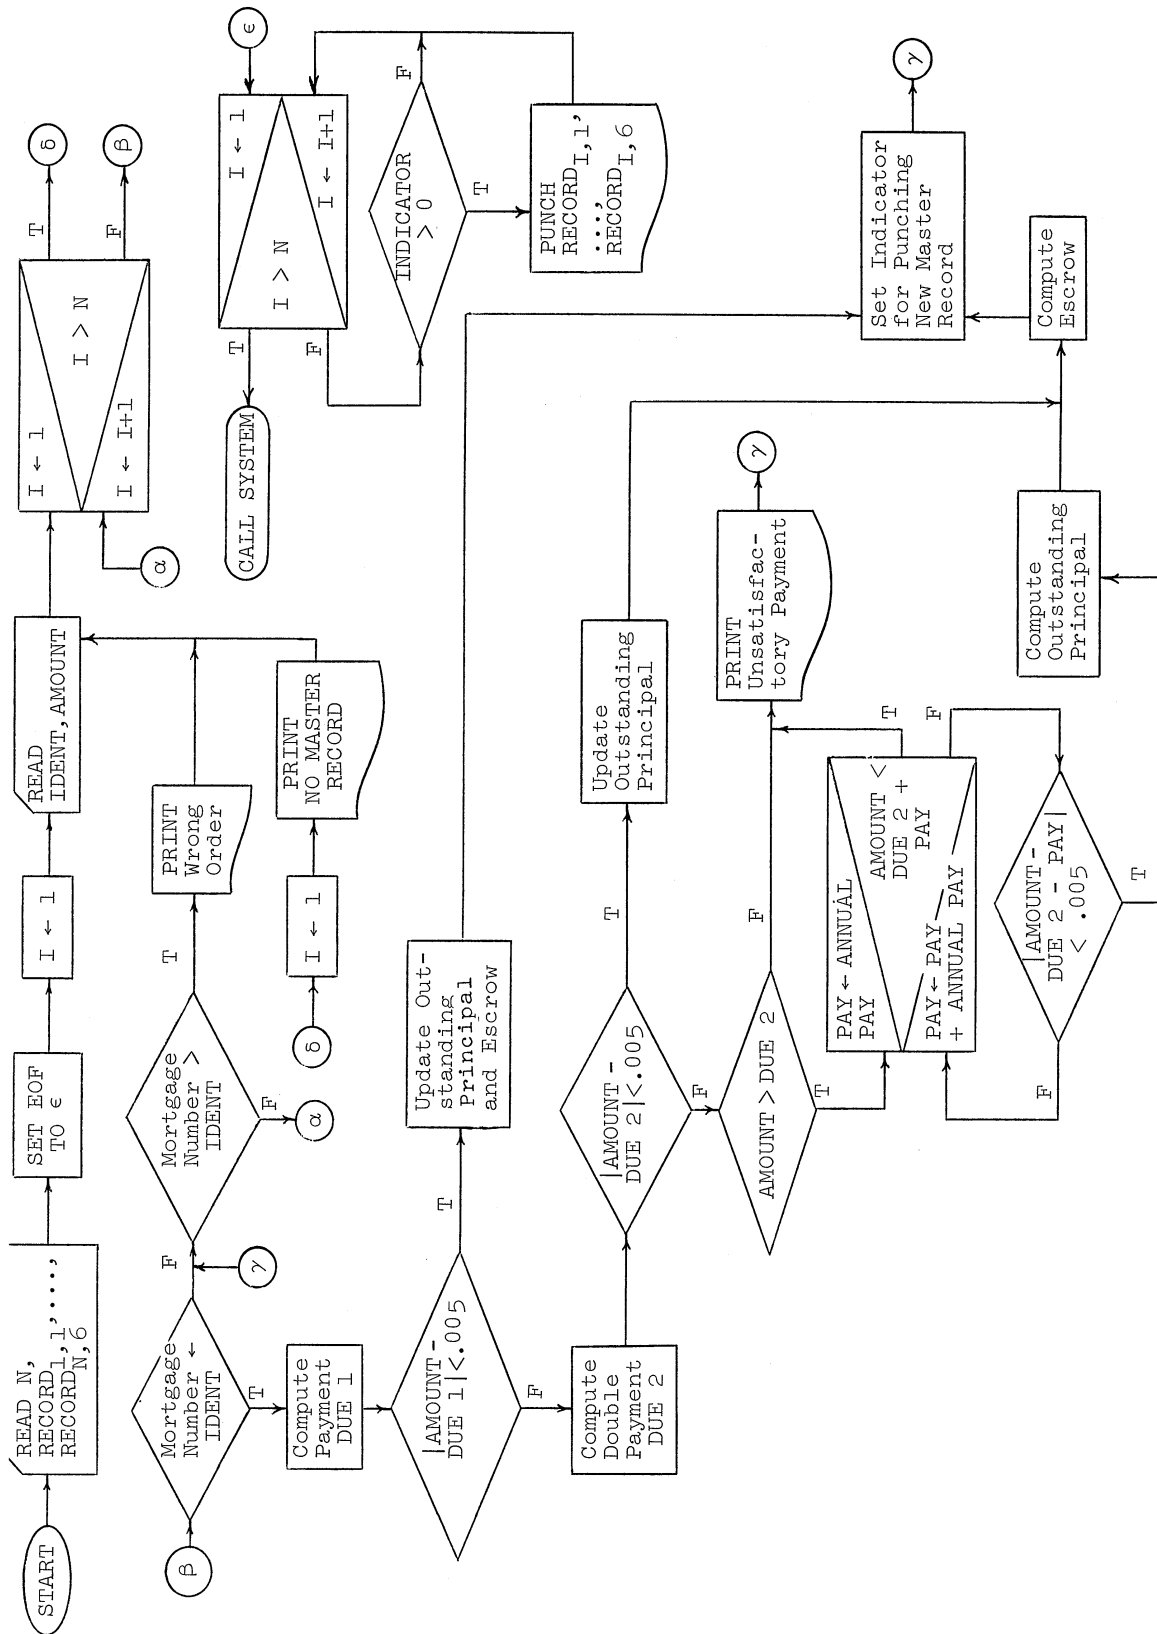 START
READ N,
RECORD1,1,....,
RECORDN,6
SET EOF
TO ε
I ← 1
READ
IDENT,AMOUNT
I ← 1
I > N
I ← I+1
T
δ
F
β
α
β
Mortgage
Number ←
IDENT
F
γ
T
Mortgage
Number >
IDENT
T
F
α
PRINT
Wrong
Order
δ
I ← 1
PRINT
NO MASTER
RECORD
ε
I ← 1
I > N
I ← I+1
T
CALL SYSTEM
F
INDICATOR
> 0
F
T
PUNCH
RECORDI,1,
...,
RECORDI,6
Compute
Payment
DUE 1
|AMOUNT-
DUE 1|<.005
T
Update Out-
standing
Principal
and Escrow
F
Compute
Double
Payment
DUE 2
|AMOUNT-
DUE 2|<.005
T
Update
Outstanding
Principal
F
AMOUNT > DUE 2
F
PRINT
Unsatisfac-
tory Payment
γ
T
PAY ← ANNUAL
PAY
AMOUNT <
DUE 2 +
PAY
PAY ← PAY
+ ANNUAL PAY
T
F
|AMOUNT-
DUE 2 - PAY|
< .005
F
T
Compute
Outstanding
Principal
Compute
Escrow
Set Indicator
for Punching
New Master
Record
γ